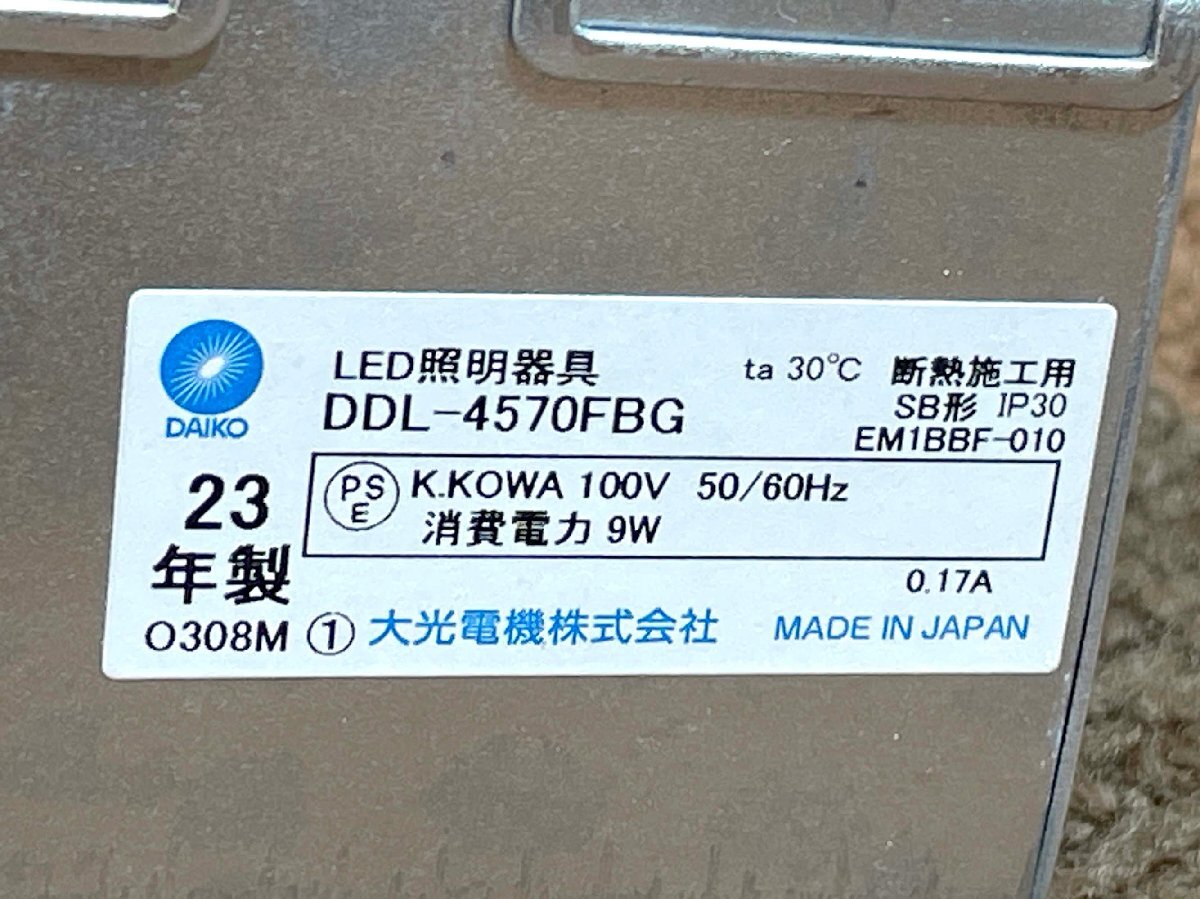 DAIKO
LED照明器具
DDL-4570FBG
ta 30℃ 断熱施工用
SB形 IP30
EM1BBF-010
23
年製
PS
E
K.KOWA 100V 50/60Hz
消費電力 9W
0.17A
O308M ① 大光電機株式会社 MADE IN JAPAN